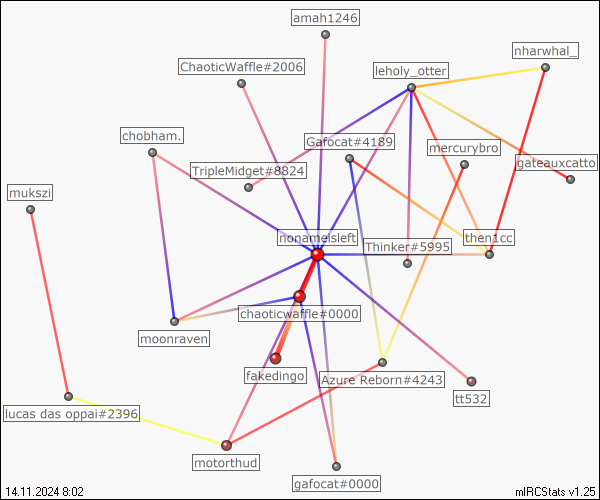 amah1246
nharwhal_
ChaoticWaffle#2006
leholy_otter
chobham.
Gafocat#4189
mercurybro
TripleMidget#8824
gateauxcatto
mukszi
nonameisleft
Thinker#5995
then1cc
chaoticwaffle#0000
moonraven
fakedingo
Azure Reborn#4243
tt532
lucas das oppai#2396
motorthud
gafocat#0000
14.11.2024 8:02
mIRCStats v1.25